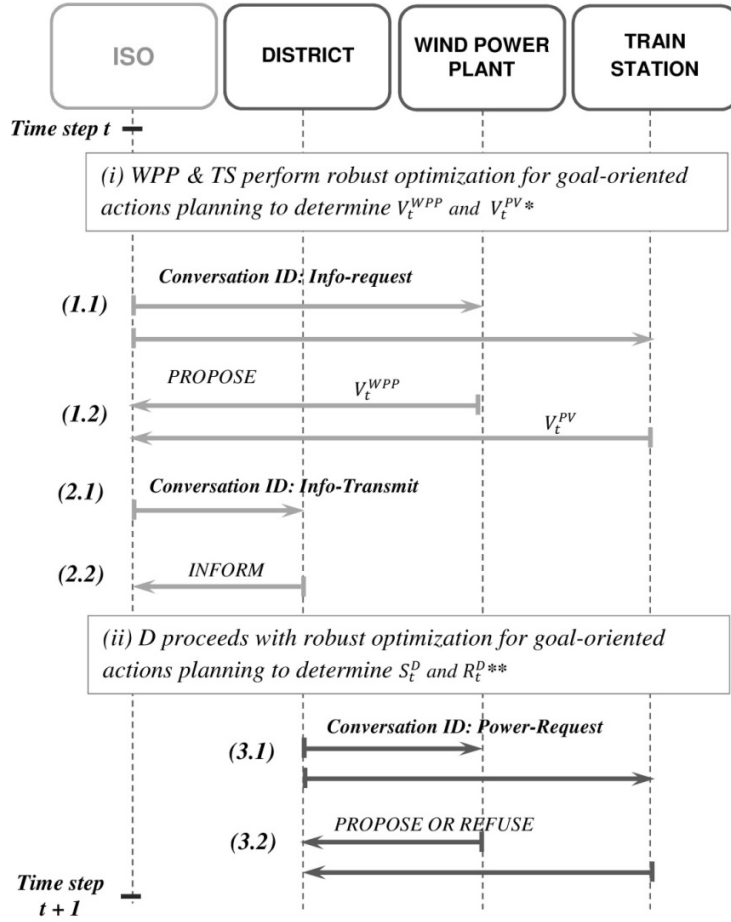 ISO
DISTRICT
WIND POWER
PLANT
TRAIN
STATION
Time step t
(i) WPP & TS perform robust optimization for goal-oriented
actions planning to determine V_t^{WPP} and V_t^{PV}*
Conversation ID: Info-request
(1.1)
PROPOSE
V_t^{WPP}
(1.2)
V_t^{PV}
(2.1)
Conversation ID: Info-Transmit
(2.2)
INFORM
(ii) D proceeds with robust optimization for goal-oriented
actions planning to determine S_t^D and R_t^D**
Conversation ID: Power-Request
(3.1)
PROPOSE OR REFUSE
(3.2)
Time step
t + 1